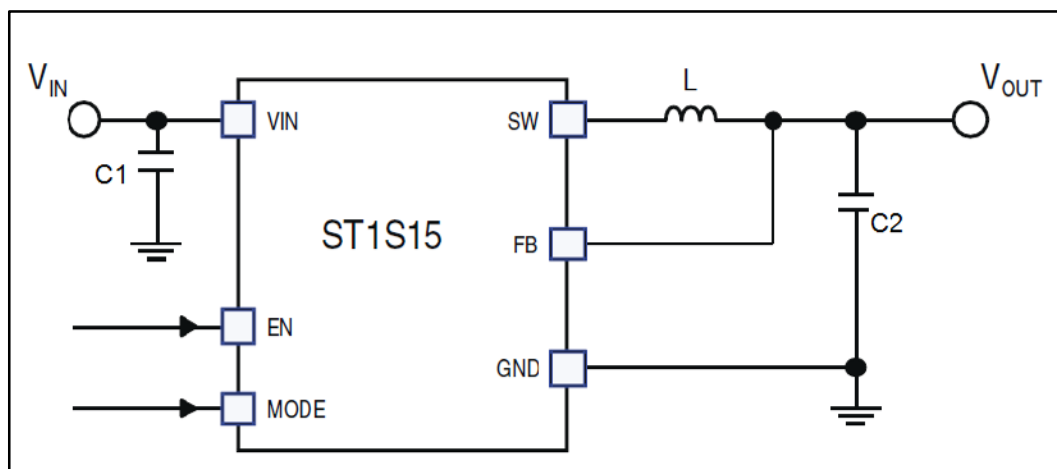 VIN
VOUT
L
VIN
SW
C1
ST1S15
C2
FB
EN
GND
MODE